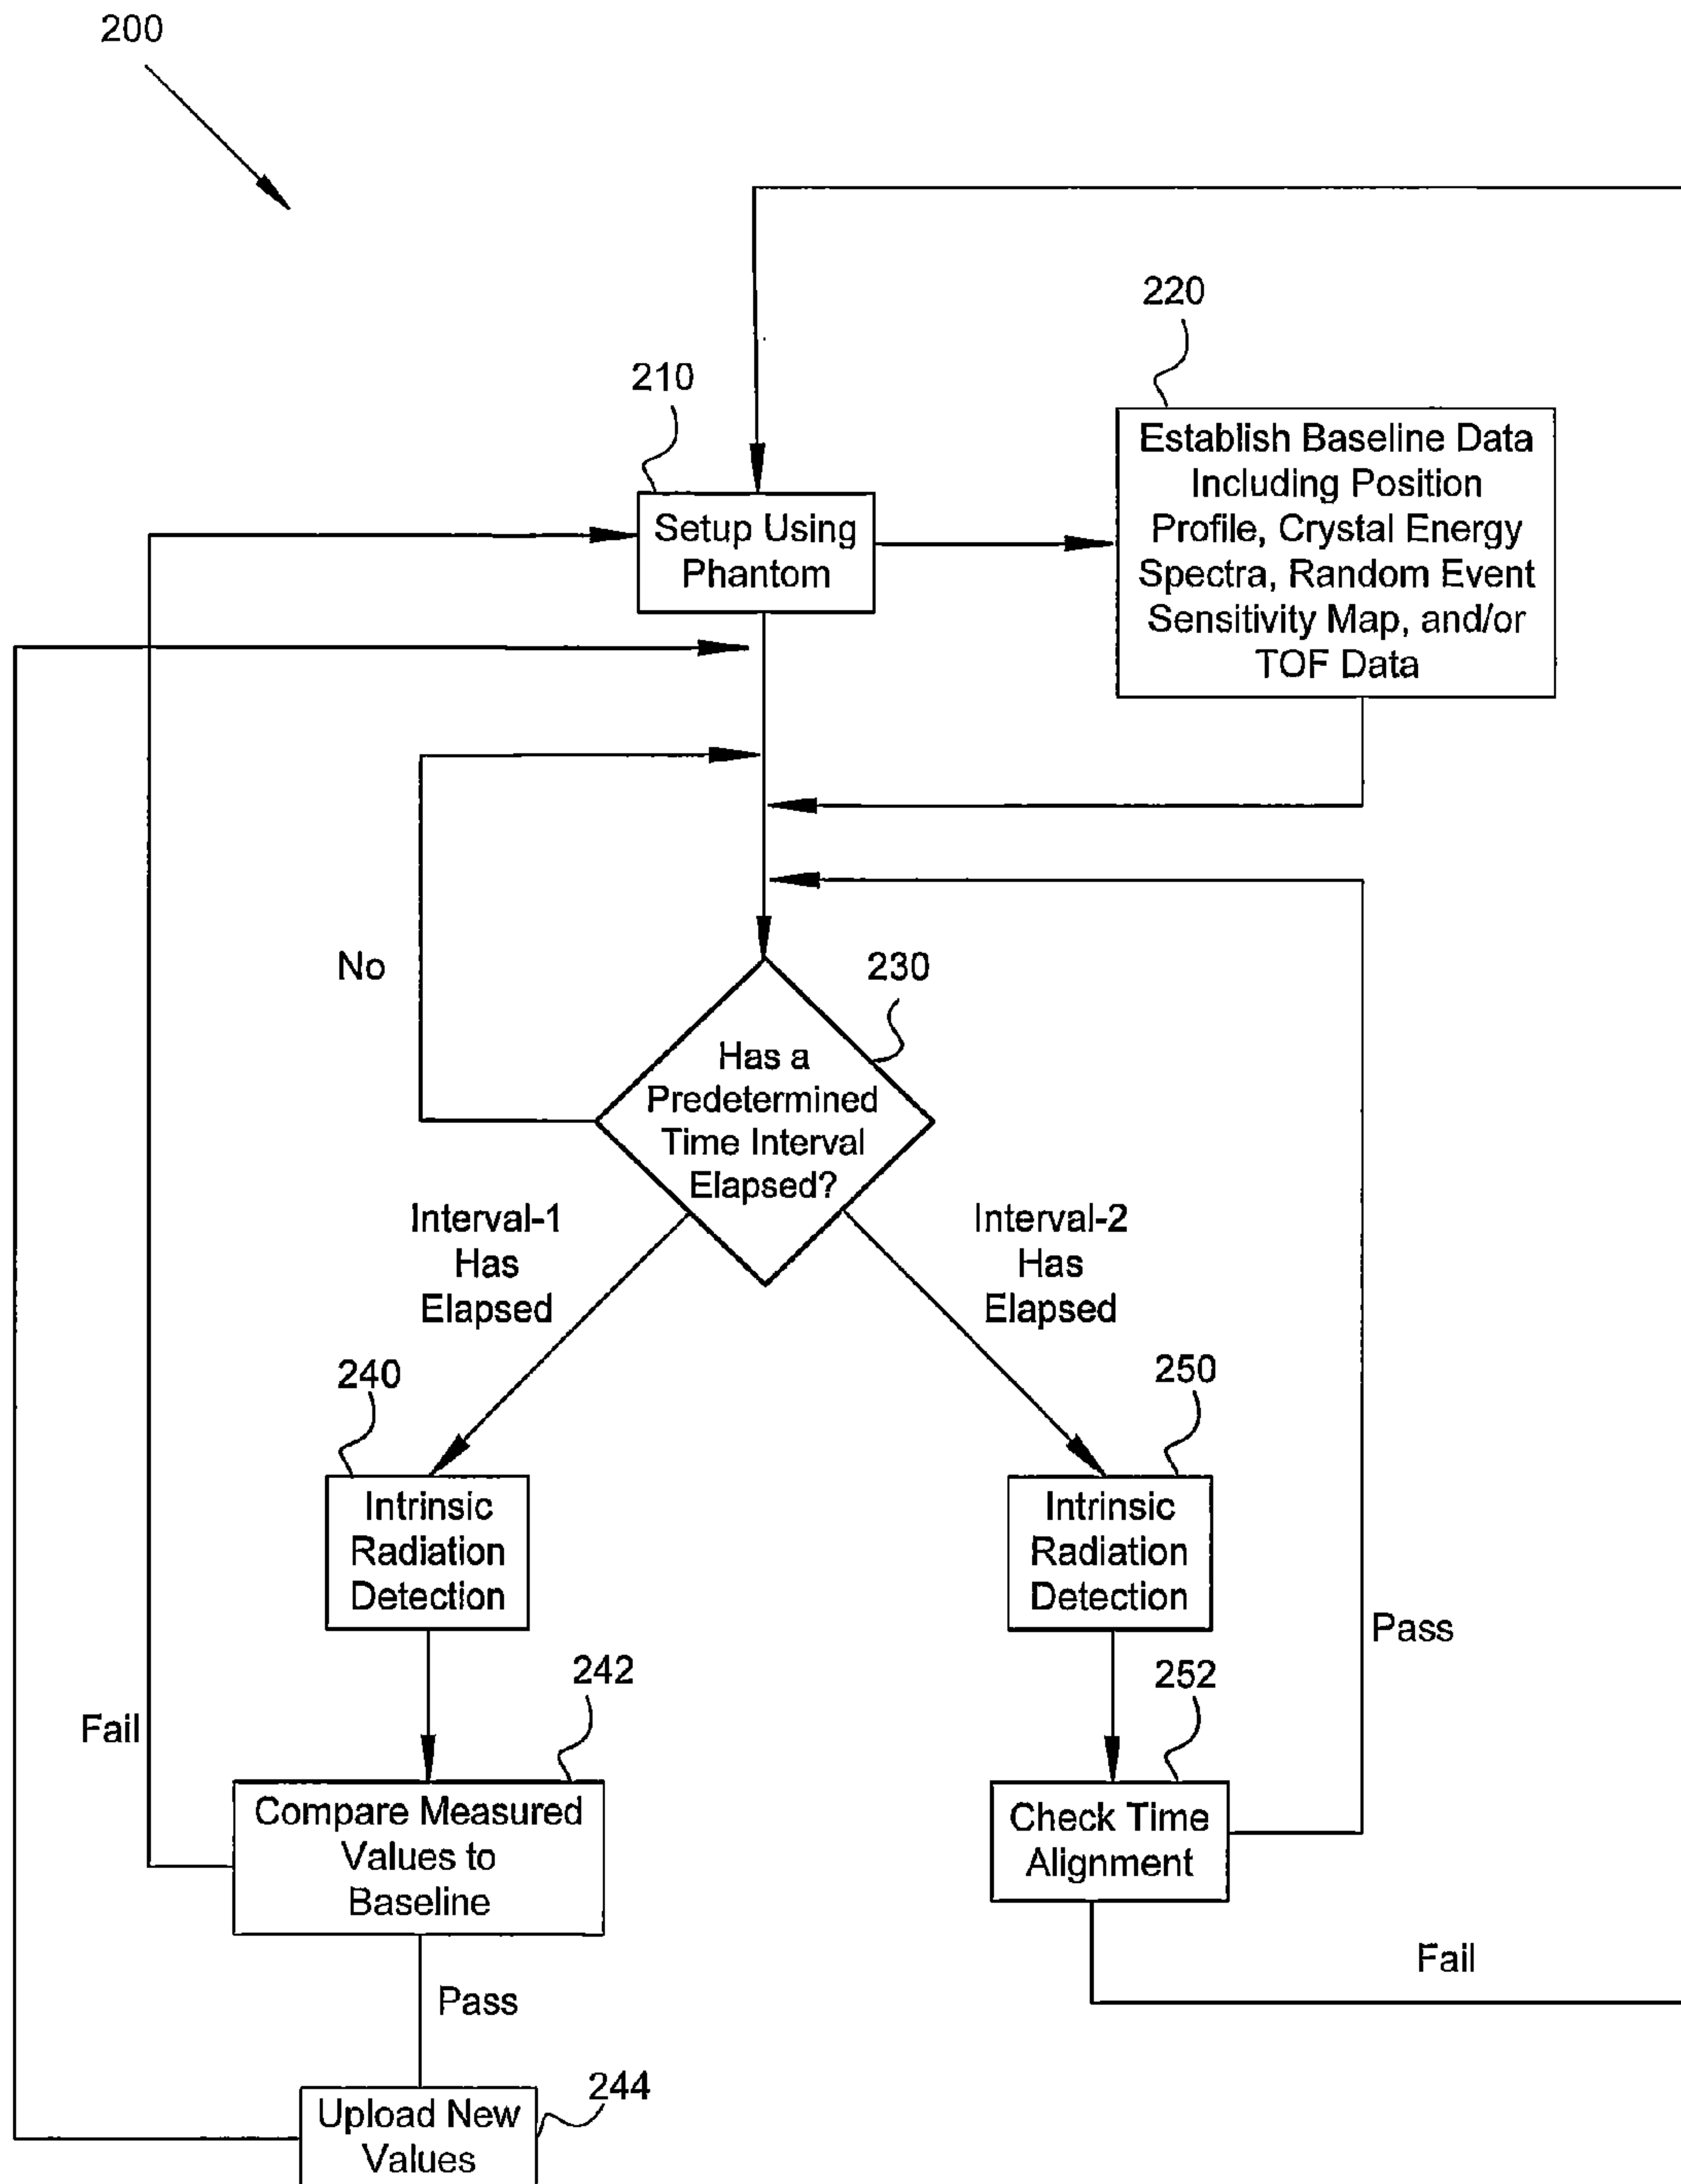 200
220
210
Establish Baseline Data
Including Position
Profile, Crystal Energy
Spectra, Random Event
Sensitivity Map, and/or
TOF Data
Setup Using
Phantom
No
230
Has a
Predetermined
Time Interval
Elapsed?
Interval-1
Has
Elapsed
Interval-2
Has
Elapsed
240
250
Intrinsic
Radiation
Detection
Intrinsic
Radiation
Detection
Pass
242
252
Fail
Compare Measured
Values to
Baseline
Check Time
Alignment
Fail
Pass
244
Upload New
Values